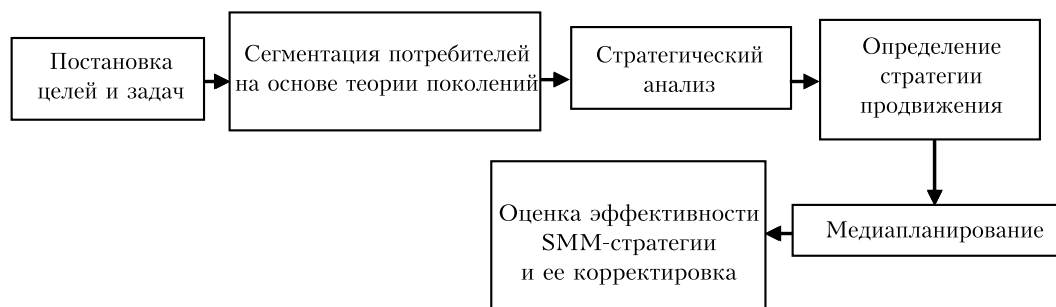 Постановка
целей и задач
Сегментация потребителей
на основе теории поколений
Стратегический
анализ
Определение
стратегии
продвижения
Медиапланирование
Оценка эффективности
SMM-стратегии
и ее корректировка